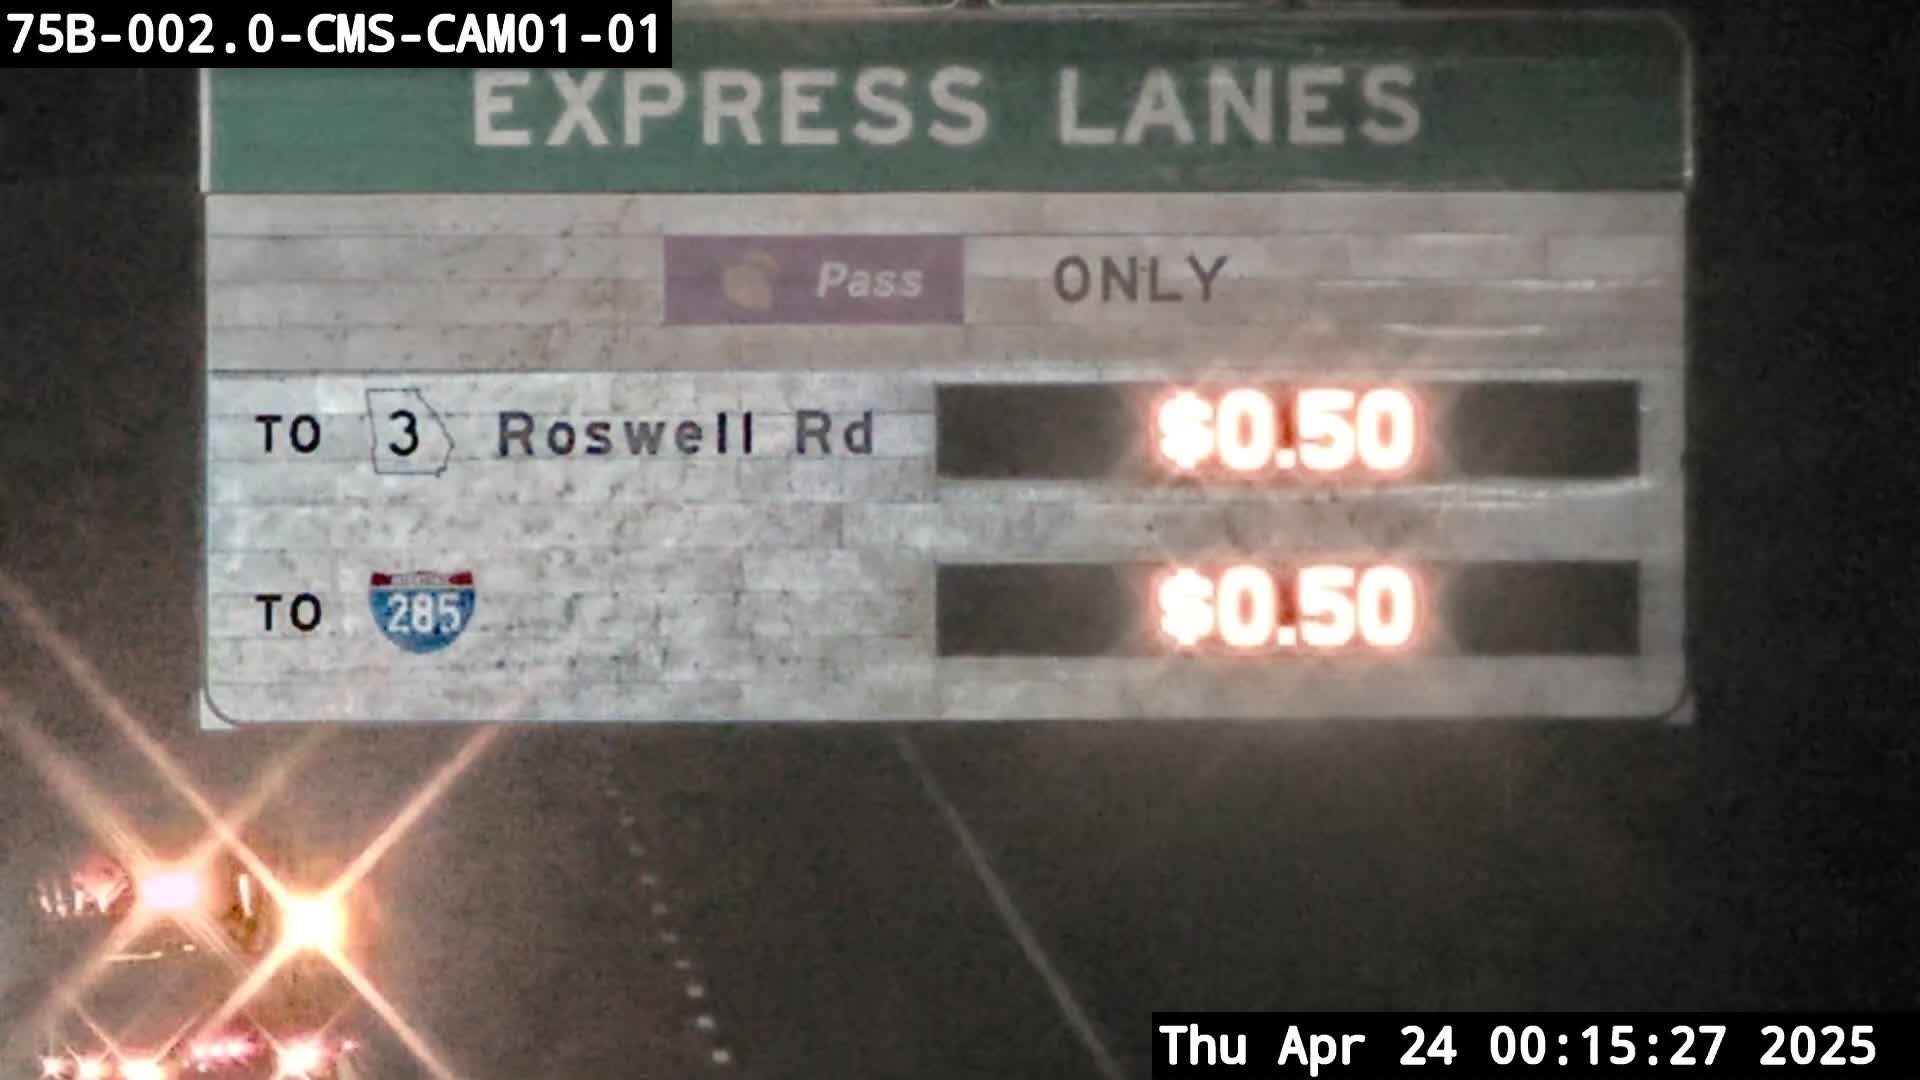 75B-002.0-CMS-CAM01-01
EXPRESS LANES
Pass ONLY
TO 3 Roswell Rd $0.50
TO 285 $0.50
Thu Apr 24 00:15:27 2025